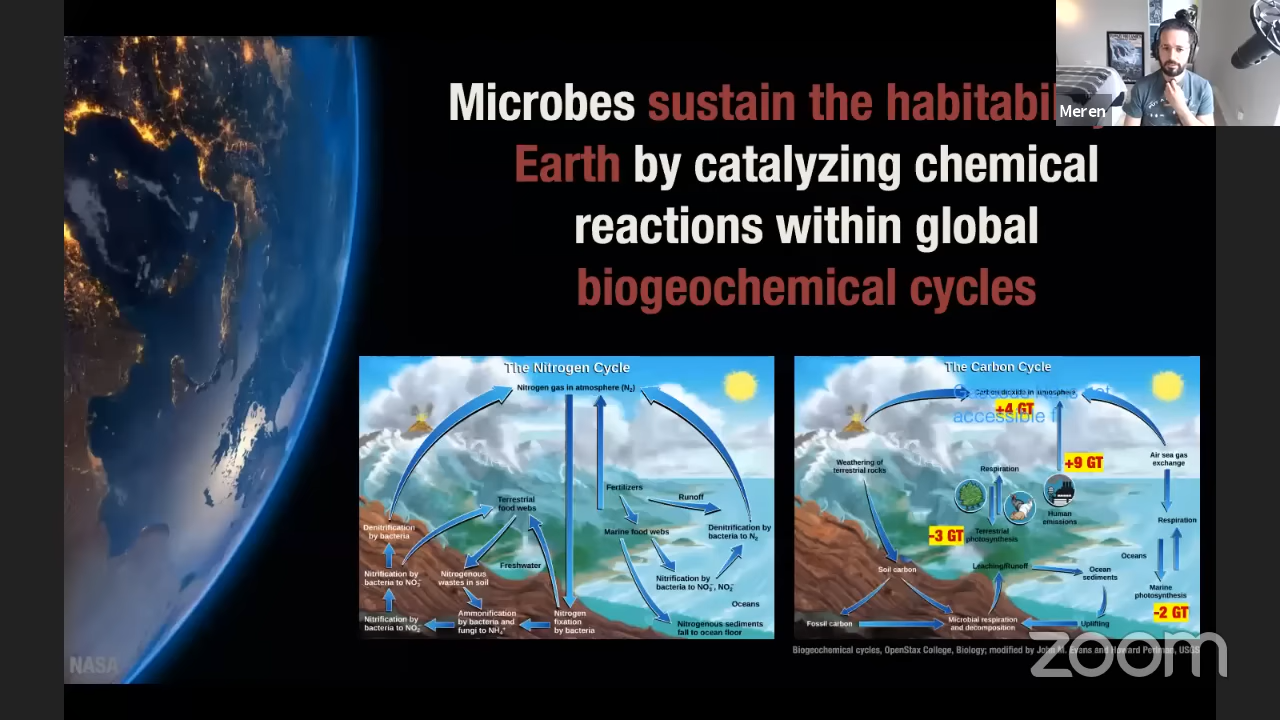 Microbes sustain the habitabi
Earth by catalyzing chemical
reactions within global
biogeochemical cycles
Meren
The Nitrogen Cycle
Nitrogen gas in atmosphere (N₂)
Fertilizers
Runoff
Terrestrial
food webs
Marine food webs
Denitrification
by bacteria
Denitrification by
bacteria to N₂
Freshwater
Nitrification by
bacteria to NO₃⁻
Nitrogenous
wastes in soil
Nitrification by
bacteria to NO₃⁻, NO₂⁻
Oceans
Nitrification by
bacteria to NO₂⁻
Ammonification
by bacteria and
fungi to NH₄⁺
Nitrogen
fixation
by bacteria
Nitrogenous sediments
fall to ocean floor
The Carbon Cycle
Carbon dioxide in atmosphere
accessible
+4 GT
Weathering of
terrestrial rocks
Respiration
+9 GT
Air sea gas
exchange
Human
emissions
Respiration
-3 GT
Terrestrial
photosynthesis
Oceans
Soil carbon
Leaching/Runoff
Ocean
sediments
Marine
photosynthesis
-2 GT
Fossil carbon
Microbial respiration
and decomposition
Uplifting
Biogeochemical cycles, OpenStax College, Biology; modified by John M. Evans and Howard Perlman, USGS
NASA
zoom